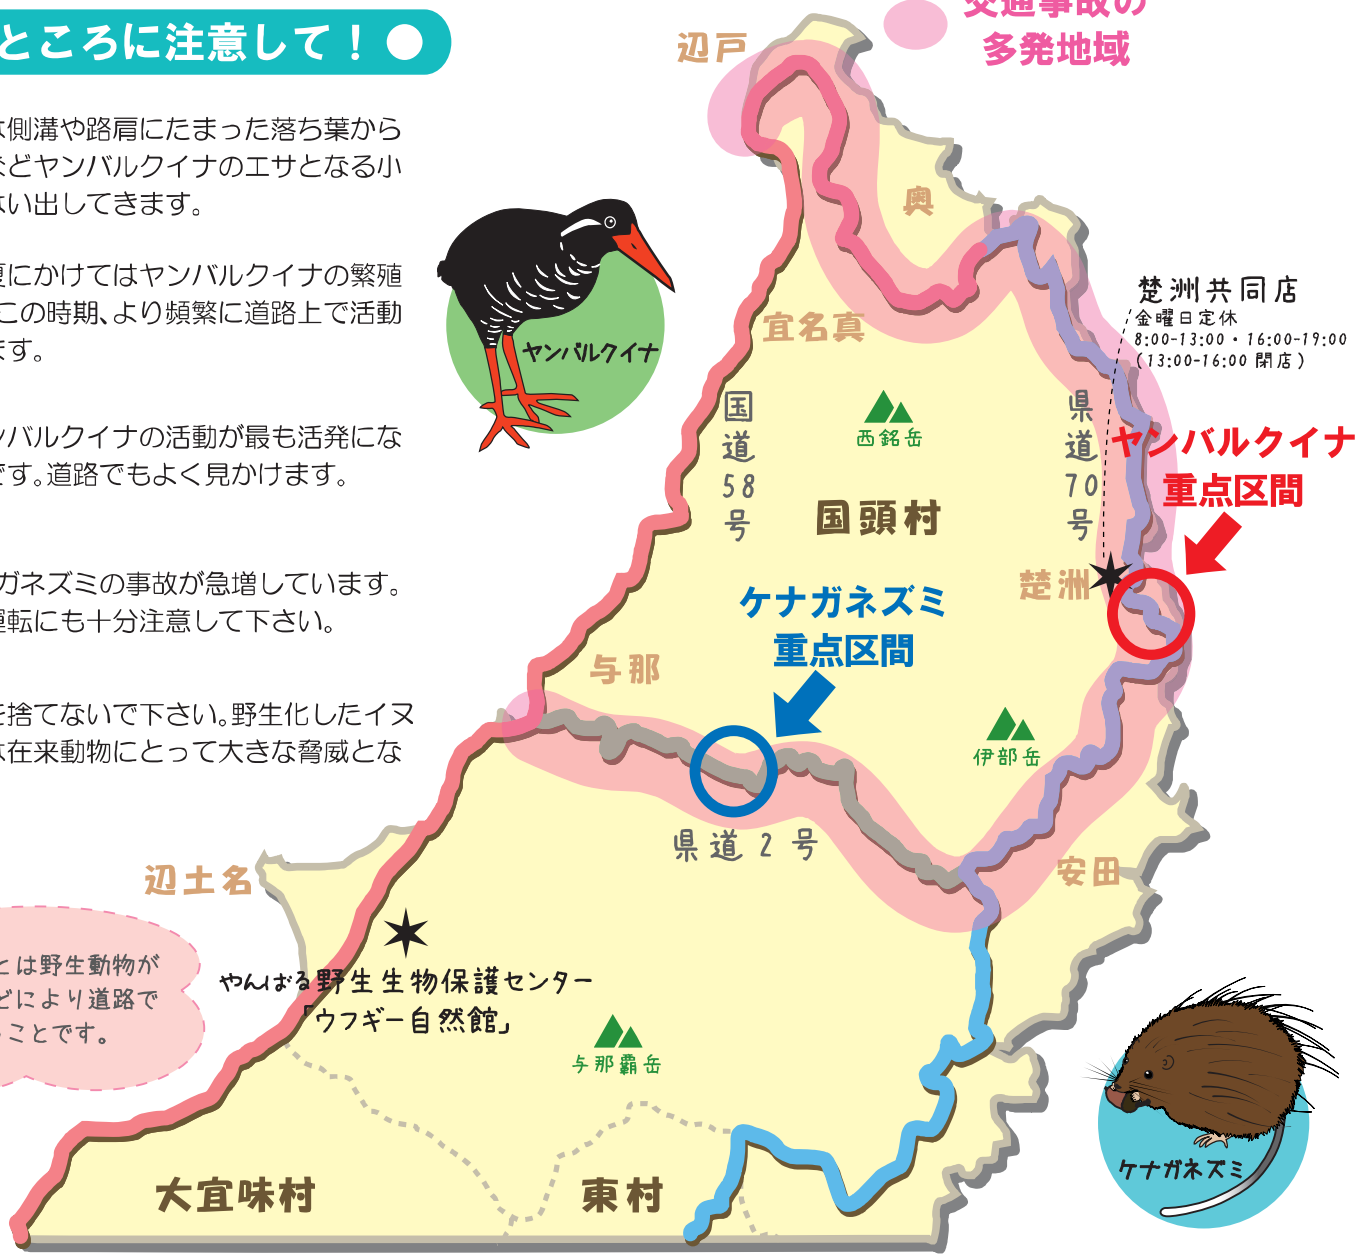 ところに注意して！●
は側溝や路肩にたまった落ち葉から
などヤンバルクイナのエサとなる小
はい出してきます。
夏にかけてはヤンバルクイナの繁殖
この時期、より頻繁に道路上で活動
ます。
ンバルクイナの活動が最も活発にな
です。道路でもよく見かけます。
ガネズミの事故が急増しています。
運転にも十分注意して下さい。
を捨てないで下さい。野生化したイヌ
は在来動物にとって大きな脅威とな
とは野生動物が
どにより道路で
ことです。
交通事故の
多発地域
辺戸
奥
宜名真
ヤンバルクイナ
楚洲共同店
金曜日定休
8:00-13:00・16:00-19:00
(13:00-16:00 閉店)
国道58号
西銘岳
県道70号
ヤンバルクイナ
重点区間
国頭村
楚洲
ケナガネズミ
重点区間
与那
伊部岳
県道2号
安田
辺土名
やんばる野生生物保護センター
「ウフギー自然館」
与那覇岳
ケナガネズミ
大宜味村
東村